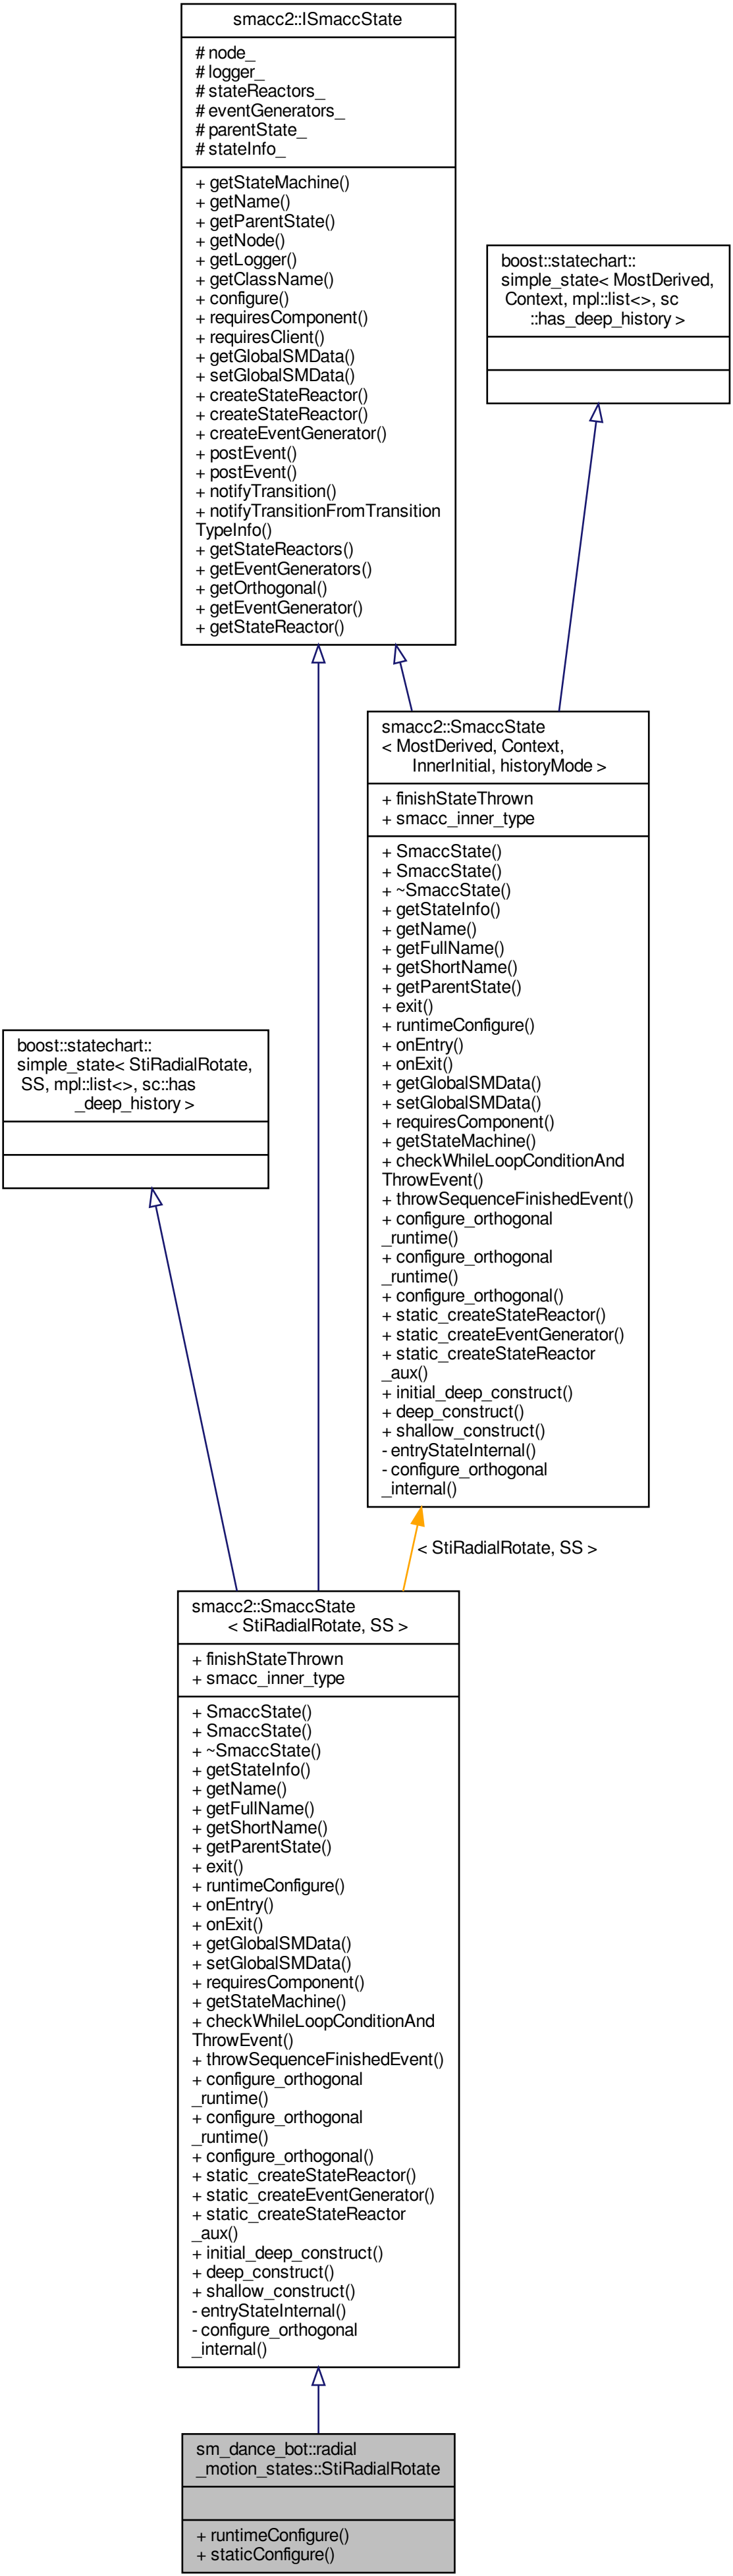 smacc2::ISmaccState
# node_
# logger_
# stateReactors_
# eventGenerators_
# parentState_
# stateInfo_
+ getStateMachine()
+ getName()
+ getParentState()
+ getNode()
+ getLogger()
+ getClassName()
+ configure()
+ requiresComponent()
+ requiresClient()
+ getGlobalSMData()
+ setGlobalSMData()
+ createStateReactor()
+ createStateReactor()
+ createEventGenerator()
+ postEvent()
+ postEvent()
+ notifyTransition()
+ notifyTransitionFromTransition
TypeInfo()
+ getStateReactors()
+ getEventGenerators()
+ getOrthogonal()
+ getEventGenerator()
+ getStateReactor()
boost::statechart::
simple_state< MostDerived,
Context, mpl::list<>, sc
::has_deep_history >
smacc2::SmaccState
< MostDerived, Context,
InnerInitial, historyMode >
+ finishStateThrown
+ smacc_inner_type
+ SmaccState()
+ SmaccState()
+ ~SmaccState()
+ getStateInfo()
+ getName()
+ getFullName()
+ getShortName()
+ getParentState()
+ exit()
+ runtimeConfigure()
+ onEntry()
+ onExit()
+ getGlobalSMData()
+ setGlobalSMData()
+ requiresComponent()
+ getStateMachine()
+ checkWhileLoopConditionAnd
ThrowEvent()
+ throwSequenceFinishedEvent()
+ configure_orthogonal
_runtime()
+ configure_orthogonal
_runtime()
+ configure_orthogonal()
+ static_createStateReactor()
+ static_createEventGenerator()
+ static_createStateReactor
_aux()
+ initial_deep_construct()
+ deep_construct()
+ shallow_construct()
- entryStateInternal()
- configure_orthogonal
_internal()
boost::statechart::
simple_state< StiRadialRotate,
SS, mpl::list<>, sc::has
_deep_history >
< StiRadialRotate, SS >
smacc2::SmaccState
< StiRadialRotate, SS >
+ finishStateThrown
+ smacc_inner_type
+ SmaccState()
+ SmaccState()
+ ~SmaccState()
+ getStateInfo()
+ getName()
+ getFullName()
+ getShortName()
+ getParentState()
+ exit()
+ runtimeConfigure()
+ onEntry()
+ onExit()
+ getGlobalSMData()
+ setGlobalSMData()
+ requiresComponent()
+ getStateMachine()
+ checkWhileLoopConditionAnd
ThrowEvent()
+ throwSequenceFinishedEvent()
+ configure_orthogonal
_runtime()
+ configure_orthogonal
_runtime()
+ configure_orthogonal()
+ static_createStateReactor()
+ static_createEventGenerator()
+ static_createStateReactor
_aux()
+ initial_deep_construct()
+ deep_construct()
+ shallow_construct()
- entryStateInternal()
- configure_orthogonal
_internal()
sm_dance_bot::radial
_motion_states::StiRadialRotate
+ runtimeConfigure()
+ staticConfigure()